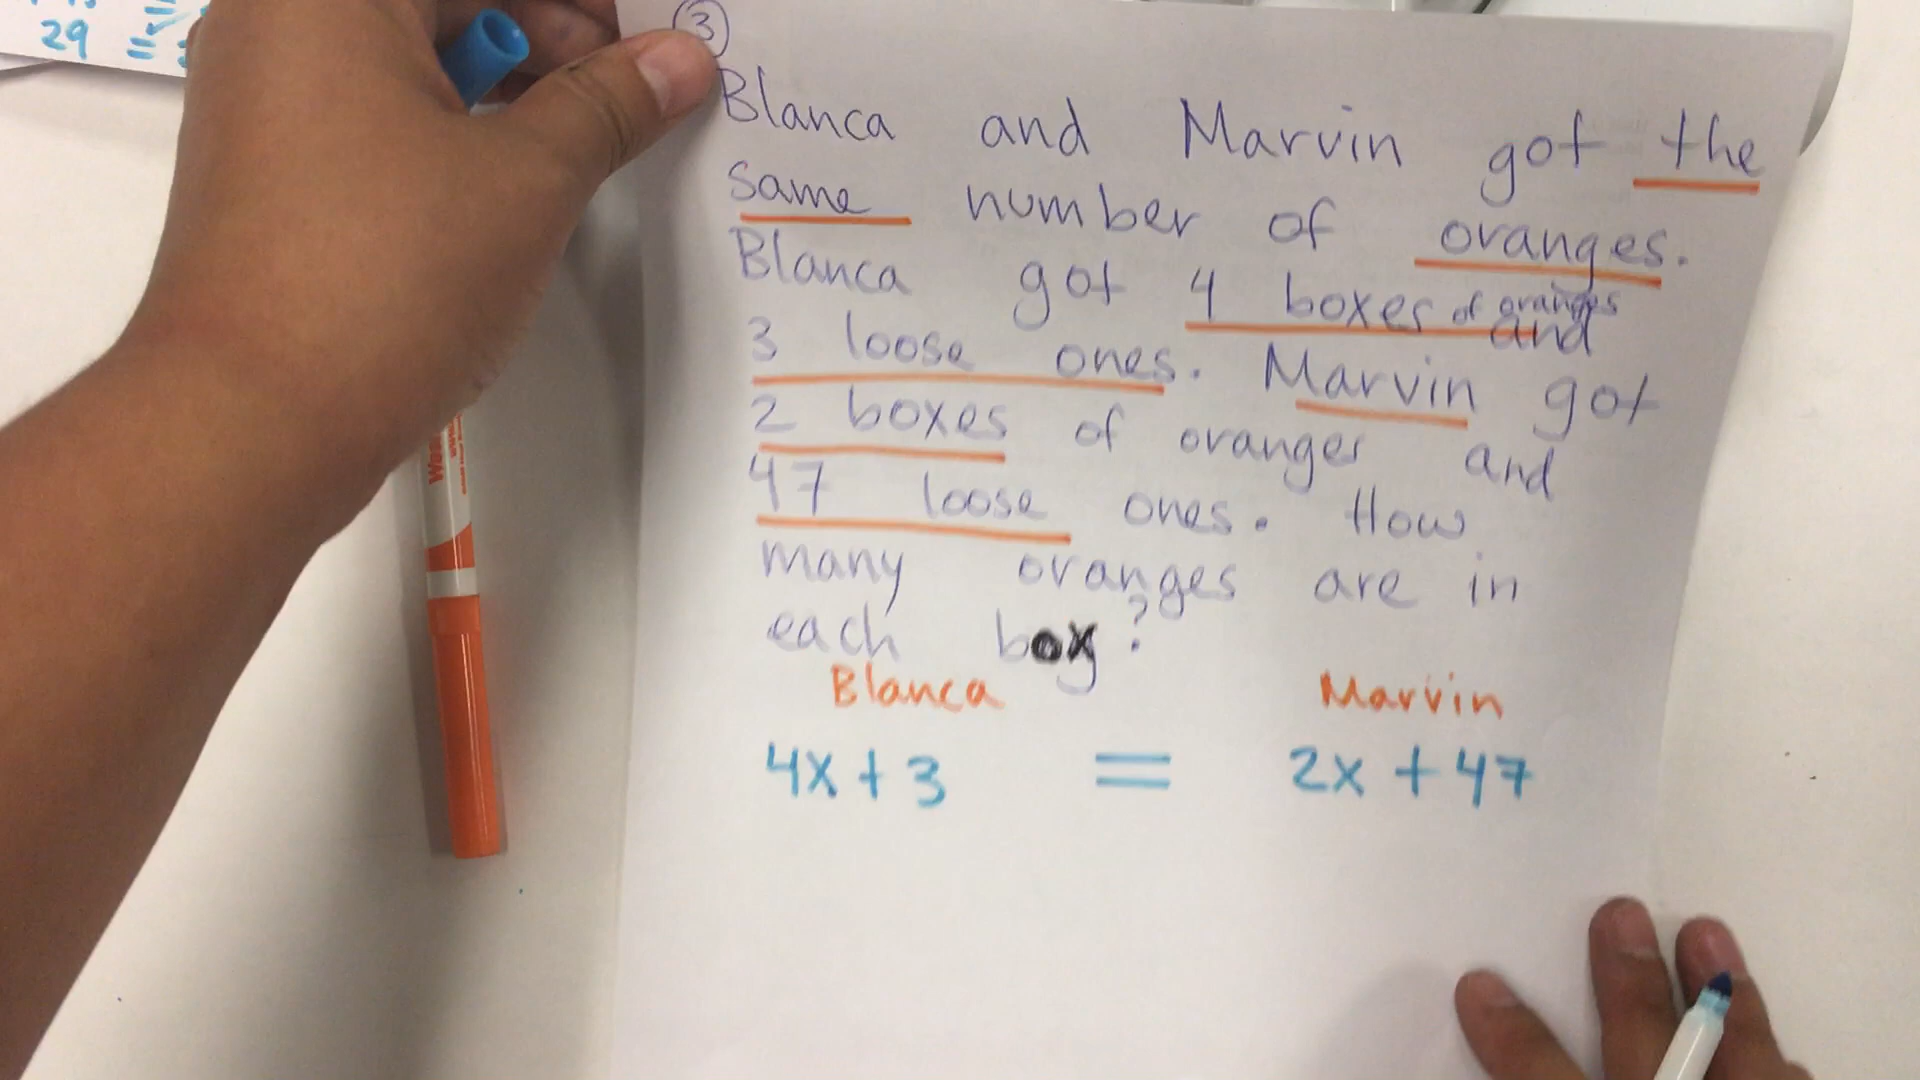 29 =
3
Blanca and Marvin got the
same number of oranges.
Blanca got 4 boxes of oranges and
3 loose ones. Marvin got
2 boxes of oranges and
47 loose ones. How
many oranges are in
each box?
Blanca Marvin
4x+3 = 2x+47